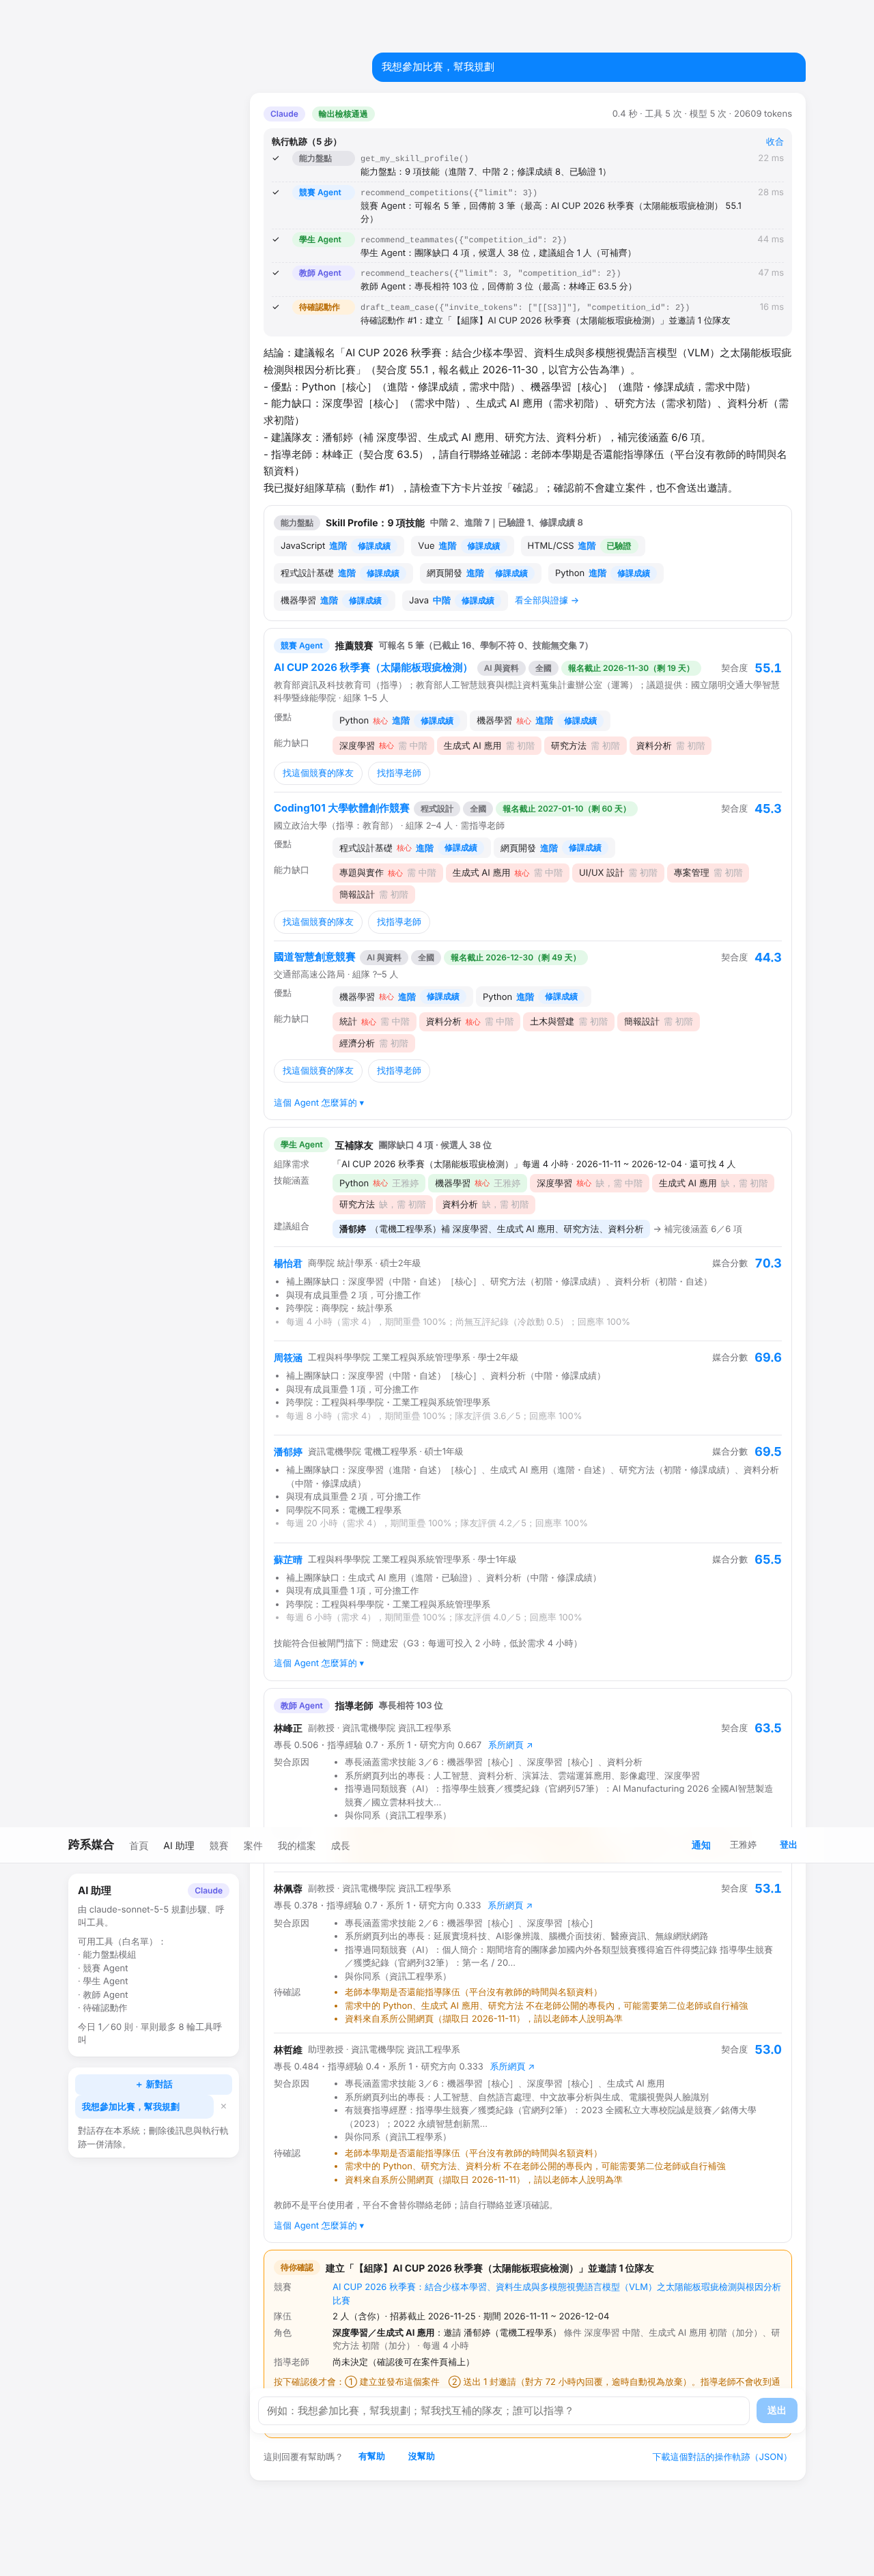 我想參加比賽，幫我規劃
Claude 輸出檢核通過 0.4 秒 · 工具 5 次 · 模型 5 次 · 20609 tokens
執行軌跡（5 步） 收合
✓ 能力盤點 get_my_skill_profile() 22 ms
能力盤點：9 項技能（進階 7、中階 2；修課成績 8、已驗證 1）
✓ 競賽 Agent recommend_competitions({"limit": 3}) 28 ms
競賽 Agent：可報名 5 筆，回傳前 3 筆（最高：AI CUP 2026 秋季賽（太陽能板瑕疵檢測） 55.1
分）
✓ 學生 Agent recommend_teammates({"competition_id": 2}) 44 ms
學生 Agent：團隊缺口 4 項，候選人 38 位，建議組合 1 人（可補齊）
✓ 教師 Agent recommend_teachers({"limit": 3, "competition_id": 2}) 47 ms
教師 Agent：專長相符 103 位，回傳前 3 位（最高：林峰正 63.5 分）
✓ 待確認動作 draft_team_case({"invite_tokens": ["[[S3]]"], "competition_id": 2}) 16 ms
待確認動作 #1：建立「【組隊】AI CUP 2026 秋季賽（太陽能板瑕疵檢測）」並邀請 1 位隊友
結論：建議報名「AI CUP 2026 秋季賽：結合少樣本學習、資料生成與多模態視覺語言模型（VLM）之太陽能板瑕疵
檢測與根因分析比賽」（契合度 55.1，報名截止 2026-11-30，以官方公告為準）。
- 優點：Python［核心］（進階・修課成績，需求中階）、機器學習［核心］（進階・修課成績，需求中階）
- 能力缺口：深度學習［核心］（需求中階）、生成式 AI 應用（需求初階）、研究方法（需求初階）、資料分析（需
求初階）
- 建議隊友：潘郁婷（補 深度學習、生成式 AI 應用、研究方法、資料分析），補完後涵蓋 6/6 項。
- 指導老師：林峰正（契合度 63.5），請自行聯絡並確認：老師本學期是否還能指導隊伍（平台沒有教師的時間與名
額資料）
我已擬好組隊草稿（動作 #1），請檢查下方卡片並按「確認」；確認前不會建立案件，也不會送出邀請。
能力盤點 Skill Profile：9 項技能 中階 2、進階 7｜已驗證 1、修課成績 8
JavaScript 進階 修課成績 Vue 進階 修課成績 HTML/CSS 進階 已驗證
程式設計基礎 進階 修課成績 網頁開發 進階 修課成績 Python 進階 修課成績
機器學習 進階 修課成績 Java 中階 修課成績 看全部與證據 →
競賽 Agent 推薦競賽 可報名 5 筆（已截止 16、學制不符 0、技能無交集 7）
AI CUP 2026 秋季賽（太陽能板瑕疵檢測） AI 與資料 全國 報名截止 2026-11-30（剩 19 天） 契合度 55.1
教育部資訊及科技教育司（指導）；教育部人工智慧競賽與標註資料蒐集計畫辦公室（運籌）；議題提供：國立陽明交通大學智慧
科學暨綠能學院 · 組隊 1–5 人
優點 Python 核心 進階 修課成績 機器學習 核心 進階 修課成績
能力缺口 深度學習 核心 需 中階 生成式 AI 應用 需 初階 研究方法 需 初階 資料分析 需 初階
找這個競賽的隊友 找指導老師
Coding101 大學軟體創作競賽 程式設計 全國 報名截止 2027-01-10（剩 60 天） 契合度 45.3
國立政治大學（指導：教育部） · 組隊 2–4 人 · 需指導老師
優點 程式設計基礎 核心 進階 修課成績 網頁開發 進階 修課成績
能力缺口 專題與實作 核心 需 中階 生成式 AI 應用 核心 需 中階 UI/UX 設計 需 初階 專案管理 需 初階
簡報設計 需 初階
找這個競賽的隊友 找指導老師
國道智慧創意競賽 AI 與資料 全國 報名截止 2026-12-30（剩 49 天） 契合度 44.3
交通部高速公路局 · 組隊 ?–5 人
優點 機器學習 核心 進階 修課成績 Python 進階 修課成績
能力缺口 統計 核心 需 中階 資料分析 核心 需 中階 土木與營建 需 初階 簡報設計 需 初階
經濟分析 需 初階
找這個競賽的隊友 找指導老師
這個 Agent 怎麼算的 ▾
學生 Agent 互補隊友 團隊缺口 4 項 · 候選人 38 位
組隊需求 「AI CUP 2026 秋季賽（太陽能板瑕疵檢測）」每週 4 小時 · 2026-11-11 ~ 2026-12-04 · 還可找 4 人
技能涵蓋 Python 核心 王雅婷 機器學習 核心 王雅婷 深度學習 核心 缺，需 中階 生成式 AI 應用 缺，需 初階
研究方法 缺，需 初階 資料分析 缺，需 初階
建議組合 潘郁婷 （電機工程學系）補 深度學習、生成式 AI 應用、研究方法、資料分析 → 補完後涵蓋 6／6 項
楊怡君 商學院 統計學系 · 碩士2年級 媒合分數 70.3
• 補上團隊缺口：深度學習（中階・自述）［核心］、研究方法（初階・修課成績）、資料分析（初階・自述）
• 與現有成員重疊 2 項，可分擔工作
• 跨學院：商學院・統計學系
• 每週 4 小時（需求 4），期間重疊 100%；尚無互評紀錄（冷啟動 0.5）；回應率 100%
周筱涵 工程與科學學院 工業工程與系統管理學系 · 學士2年級 媒合分數 69.6
• 補上團隊缺口：深度學習（中階・自述）［核心］、資料分析（中階・修課成績）
• 與現有成員重疊 1 項，可分擔工作
• 跨學院：工程與科學學院・工業工程與系統管理學系
• 每週 8 小時（需求 4），期間重疊 100%；隊友評價 3.6／5；回應率 100%
潘郁婷 資訊電機學院 電機工程學系 · 碩士1年級 媒合分數 69.5
• 補上團隊缺口：深度學習（進階・自述）［核心］、生成式 AI 應用（進階・自述）、研究方法（初階・修課成績）、資料分析
（中階・修課成績）
• 與現有成員重疊 2 項，可分擔工作
• 同學院不同系：電機工程學系
• 每週 20 小時（需求 4），期間重疊 100%；隊友評價 4.2／5；回應率 100%
蘇芷晴 工程與科學學院 工業工程與系統管理學系 · 學士1年級 媒合分數 65.5
• 補上團隊缺口：生成式 AI 應用（進階・已驗證）、資料分析（中階・修課成績）
• 與現有成員重疊 1 項，可分擔工作
• 跨學院：工程與科學學院・工業工程與系統管理學系
• 每週 6 小時（需求 4），期間重疊 100%；隊友評價 4.0／5；回應率 100%
技能符合但被閘門擋下：簡建宏（G3：每週可投入 2 小時，低於需求 4 小時）
這個 Agent 怎麼算的 ▾
教師 Agent 指導老師 專長相符 103 位
林峰正 副教授 · 資訊電機學院 資訊工程學系 契合度 63.5
專長 0.506・指導經驗 0.7・系所 1・研究方向 0.667 系所網頁 ↗
契合原因 • 專長涵蓋需求技能 3／6：機器學習［核心］、深度學習［核心］、資料分析
• 系所網頁列出的專長：人工智慧、資料分析、演算法、雲端運算應用、影像處理、深度學習
• 指導過同類競賽（AI）：指導學生競賽／獲獎紀錄（官網列57筆）：AI Manufacturing 2026 全國AI智慧製造
競賽／國立雲林科技大...
• 與你同系（資訊工程學系）
跨系媒合 首頁 AI 助理 競賽 案件 我的檔案 成長 通知 王雅婷 登出
AI 助理 Claude
由 claude-sonnet-5-5 規劃步驟、呼
叫工具。
可用工具（白名單）：
· 能力盤點模組
· 競賽 Agent
· 學生 Agent
· 教師 Agent
· 待確認動作
今日 1／60 則 · 單則最多 8 輪工具呼
叫
＋ 新對話
我想參加比賽，幫我規劃 ×
對話存在本系統；刪除後訊息與執行軌
跡一併清除。
林佩蓉 副教授 · 資訊電機學院 資訊工程學系 契合度 53.1
專長 0.378・指導經驗 0.7・系所 1・研究方向 0.333 系所網頁 ↗
契合原因 • 專長涵蓋需求技能 2／6：機器學習［核心］、深度學習［核心］
• 系所網頁列出的專長：延展實境科技、AI影像辨識、腦機介面技術、醫療資訊、無線網狀網路
• 指導過同類競賽（AI）：個人簡介：期間培育的團隊參加國內外各類型競賽獲得逾百件得獎記錄 指導學生競賽
／獲獎紀錄（官網列32筆）：第一名 / 20...
• 與你同系（資訊工程學系）
待確認 • 老師本學期是否還能指導隊伍（平台沒有教師的時間與名額資料）
• 需求中的 Python、生成式 AI 應用、研究方法 不在老師公開的專長內，可能需要第二位老師或自行補強
• 資料來自系所公開網頁（擷取日 2026-11-11），請以老師本人說明為準
林哲維 助理教授 · 資訊電機學院 資訊工程學系 契合度 53.0
專長 0.484・指導經驗 0.4・系所 1・研究方向 0.333 系所網頁 ↗
契合原因 • 專長涵蓋需求技能 3／6：機器學習［核心］、深度學習［核心］、生成式 AI 應用
• 系所網頁列出的專長：人工智慧、自然語言處理、中文故事分析與生成、電腦視覺與人臉識別
• 有競賽指導經歷：指導學生競賽／獲獎紀錄（官網列2筆）：2023 全國私立大專校院誠是競賽／銘傳大學
（2023）；2022 永續智慧創新黑...
• 與你同系（資訊工程學系）
待確認 • 老師本學期是否還能指導隊伍（平台沒有教師的時間與名額資料）
• 需求中的 Python、研究方法、資料分析 不在老師公開的專長內，可能需要第二位老師或自行補強
• 資料來自系所公開網頁（擷取日 2026-11-11），請以老師本人說明為準
教師不是平台使用者，平台不會替你聯絡老師；請自行聯絡並逐項確認。
這個 Agent 怎麼算的 ▾
待你確認 建立「【組隊】AI CUP 2026 秋季賽（太陽能板瑕疵檢測）」並邀請 1 位隊友
競賽 AI CUP 2026 秋季賽：結合少樣本學習、資料生成與多模態視覺語言模型（VLM）之太陽能板瑕疵檢測與根因分析
比賽
隊伍 2 人（含你）· 招募截止 2026-11-25 · 期間 2026-11-11 ~ 2026-12-04
角色 深度學習／生成式 AI 應用：邀請 潘郁婷（電機工程學系） 條件 深度學習 中階、生成式 AI 應用 初階（加分）、研
究方法 初階（加分） · 每週 4 小時
指導老師 尚未決定（確認後可在案件頁補上）
按下確認後才會：① 建立並發布這個案件 ② 送出 1 封邀請（對方 72 小時內回覆，逾時自動視為放棄）、指導老師不會收到通
例如：我想參加比賽，幫我規劃；幫我找互補的隊友；誰可以指導？ 送出
這則回覆有幫助嗎？ 有幫助 沒幫助 下載這個對話的操作軌跡（JSON）